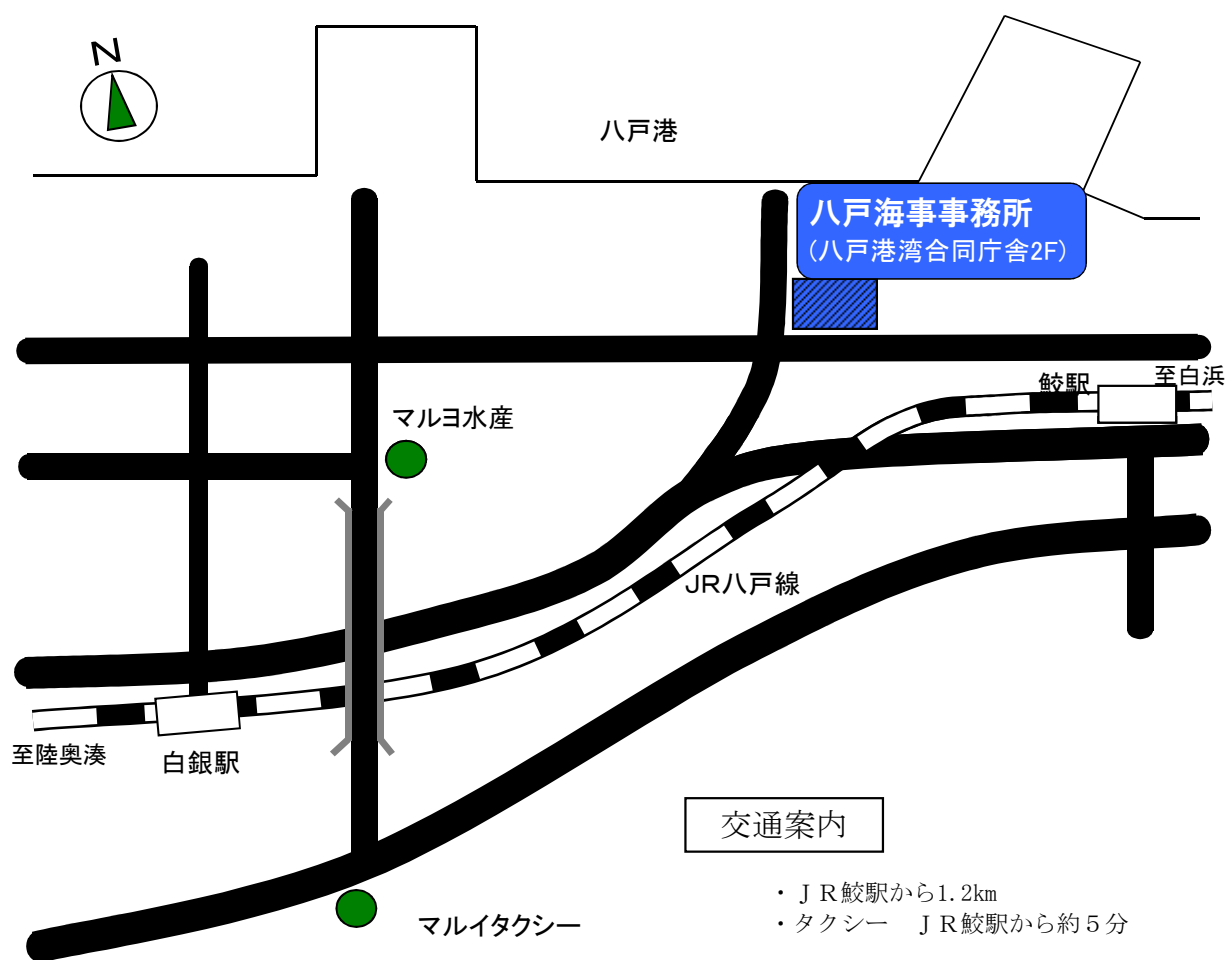 N
八戸港
八戸海事事務所
(八戸港湾合同庁舎2F)
鮫駅
至白浜
マルヨ水産
JR八戸線
至陸奥湊
白銀駅
交通案内
・ＪＲ鮫駅から1.2km
・タクシー　ＪＲ鮫駅から約５分
マルイタクシー